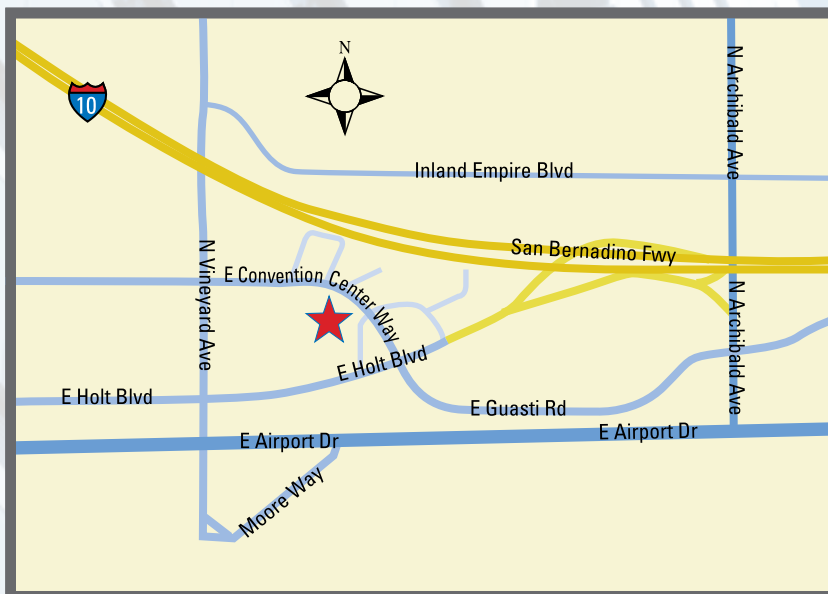 N
N Archibald Ave
10
Inland Empire Blvd
San Bernadino Fwy
N Vineyard Ave
E Convention Center Way
N Archibald Ave
E Holt Blvd
E Holt Blvd
E Guasti Rd
E Airport Dr
E Airport Dr
Moore Way